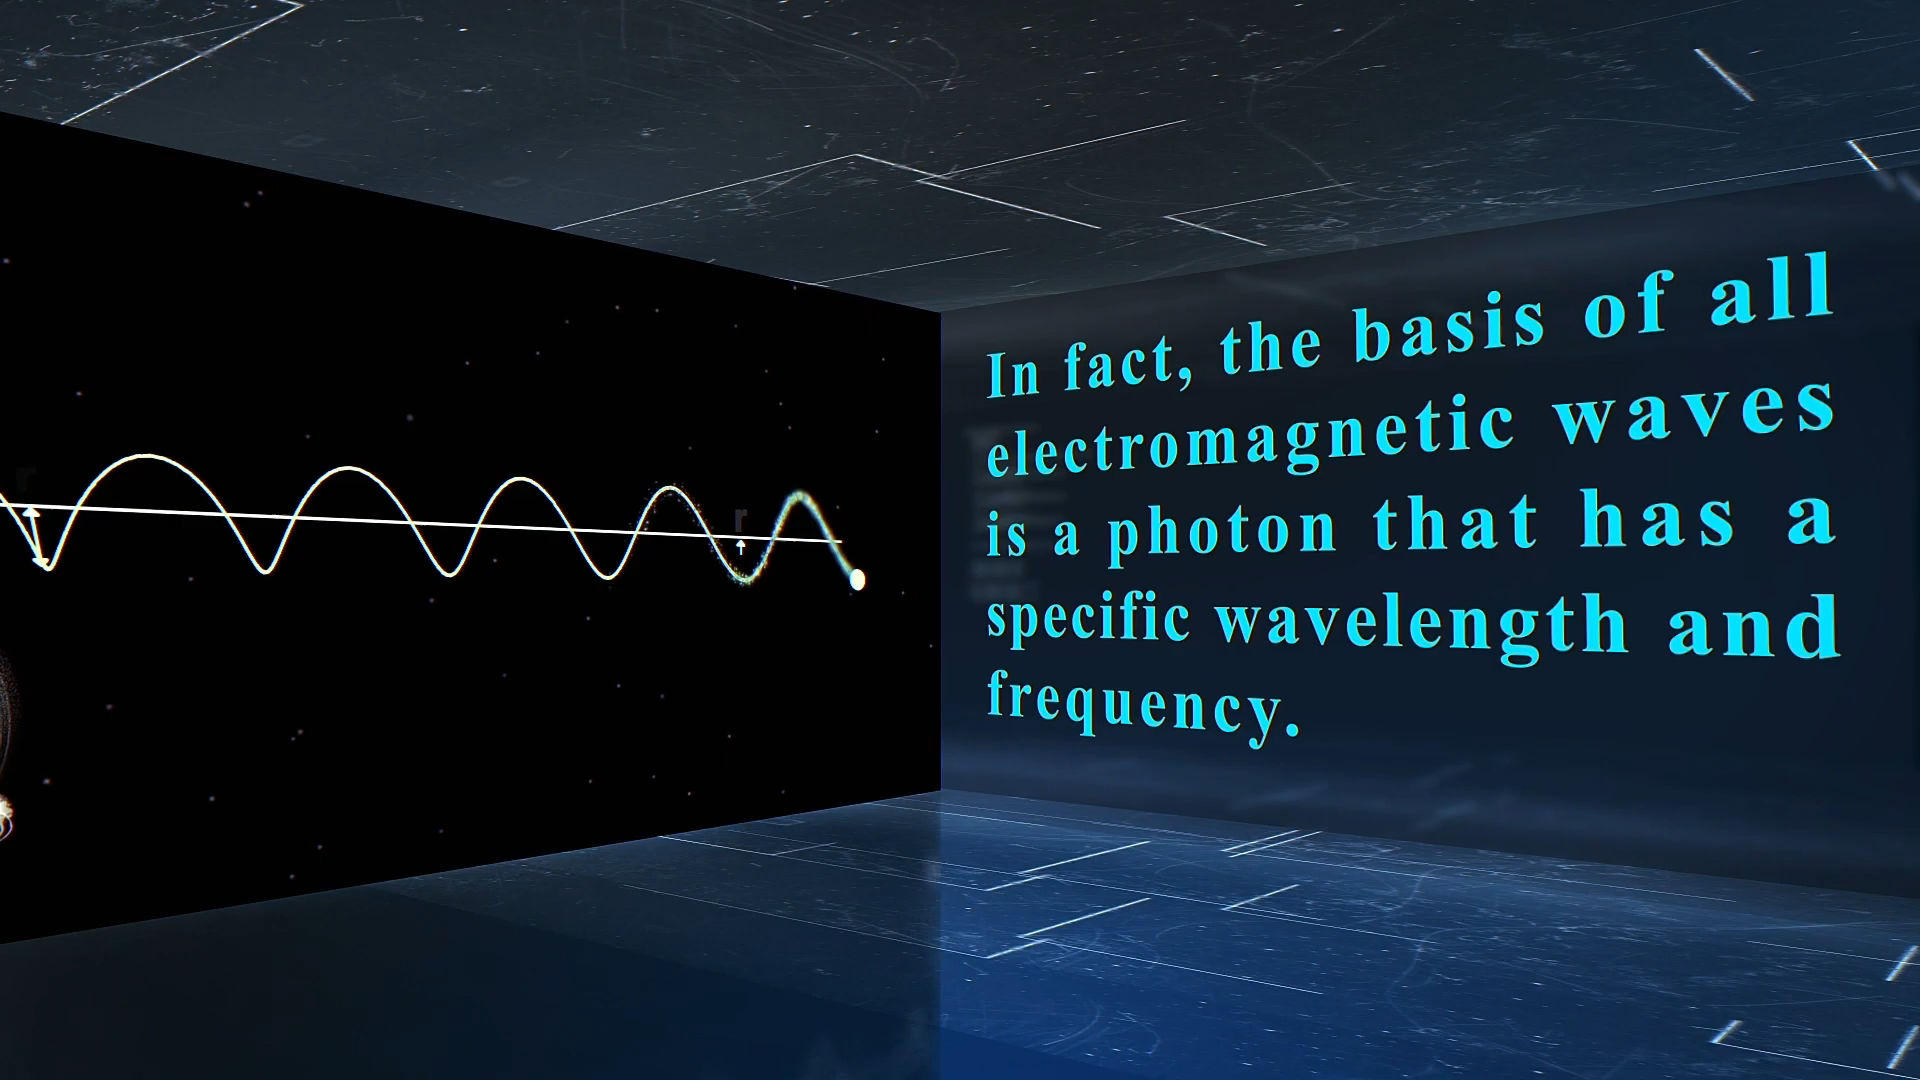 r
In fact, the basis of all
electromagnetic waves
is a photon that has a
specific wavelength and
frequency.